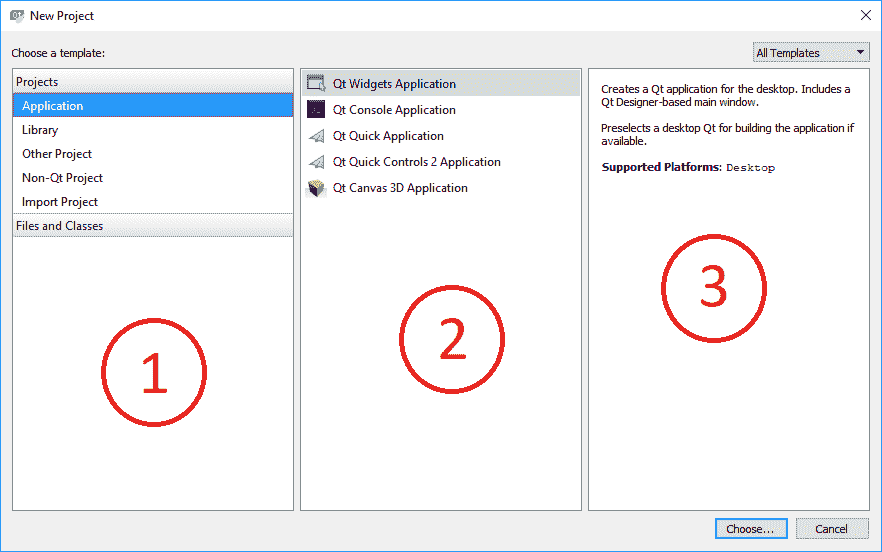 New Project
Choose a template:
All Templates
Projects
Application
Library
Other Project
Non-Qt Project
Import Project
Files and Classes
1
Qt Widgets Application
Qt Console Application
Qt Quick Application
Qt Quick Controls 2 Application
Qt Canvas 3D Application
2
Creates a Qt application for the desktop. Includes a
Qt Designer-based main window.
Preselects a desktop Qt for building the application if
available.
Supported Platforms: Desktop
3
Choose...
Cancel